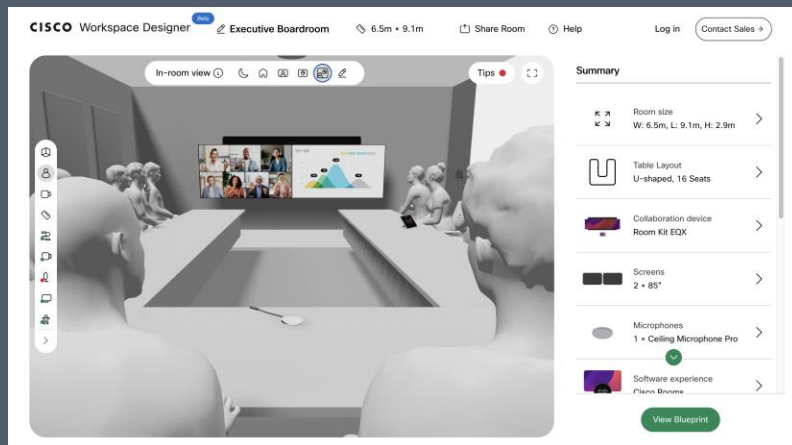 CISCO Workspace Designer
Beta
Executive Boardroom
6.5m × 9.1m
Share Room
Help
Log in
Contact Sales →
In-room view
Tips
Summary
Room size
W: 6.5m, L: 9.1m, H: 2.9m
Table Layout
U-shaped, 16 Seats
Collaboration device
Room Kit EQX
Screens
2 × 85"
Microphones
1 × Ceiling Microphone Pro
Software experience
Cisco Rooms
View Blueprint